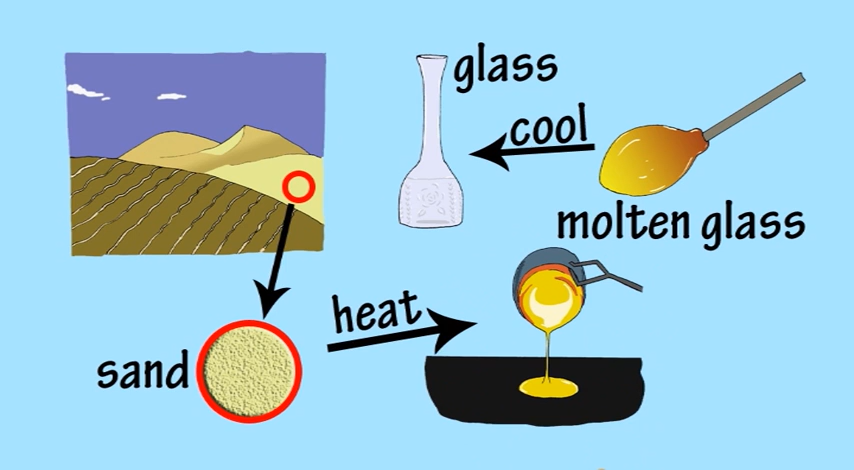 glass
cool
molten glass
heat
sand